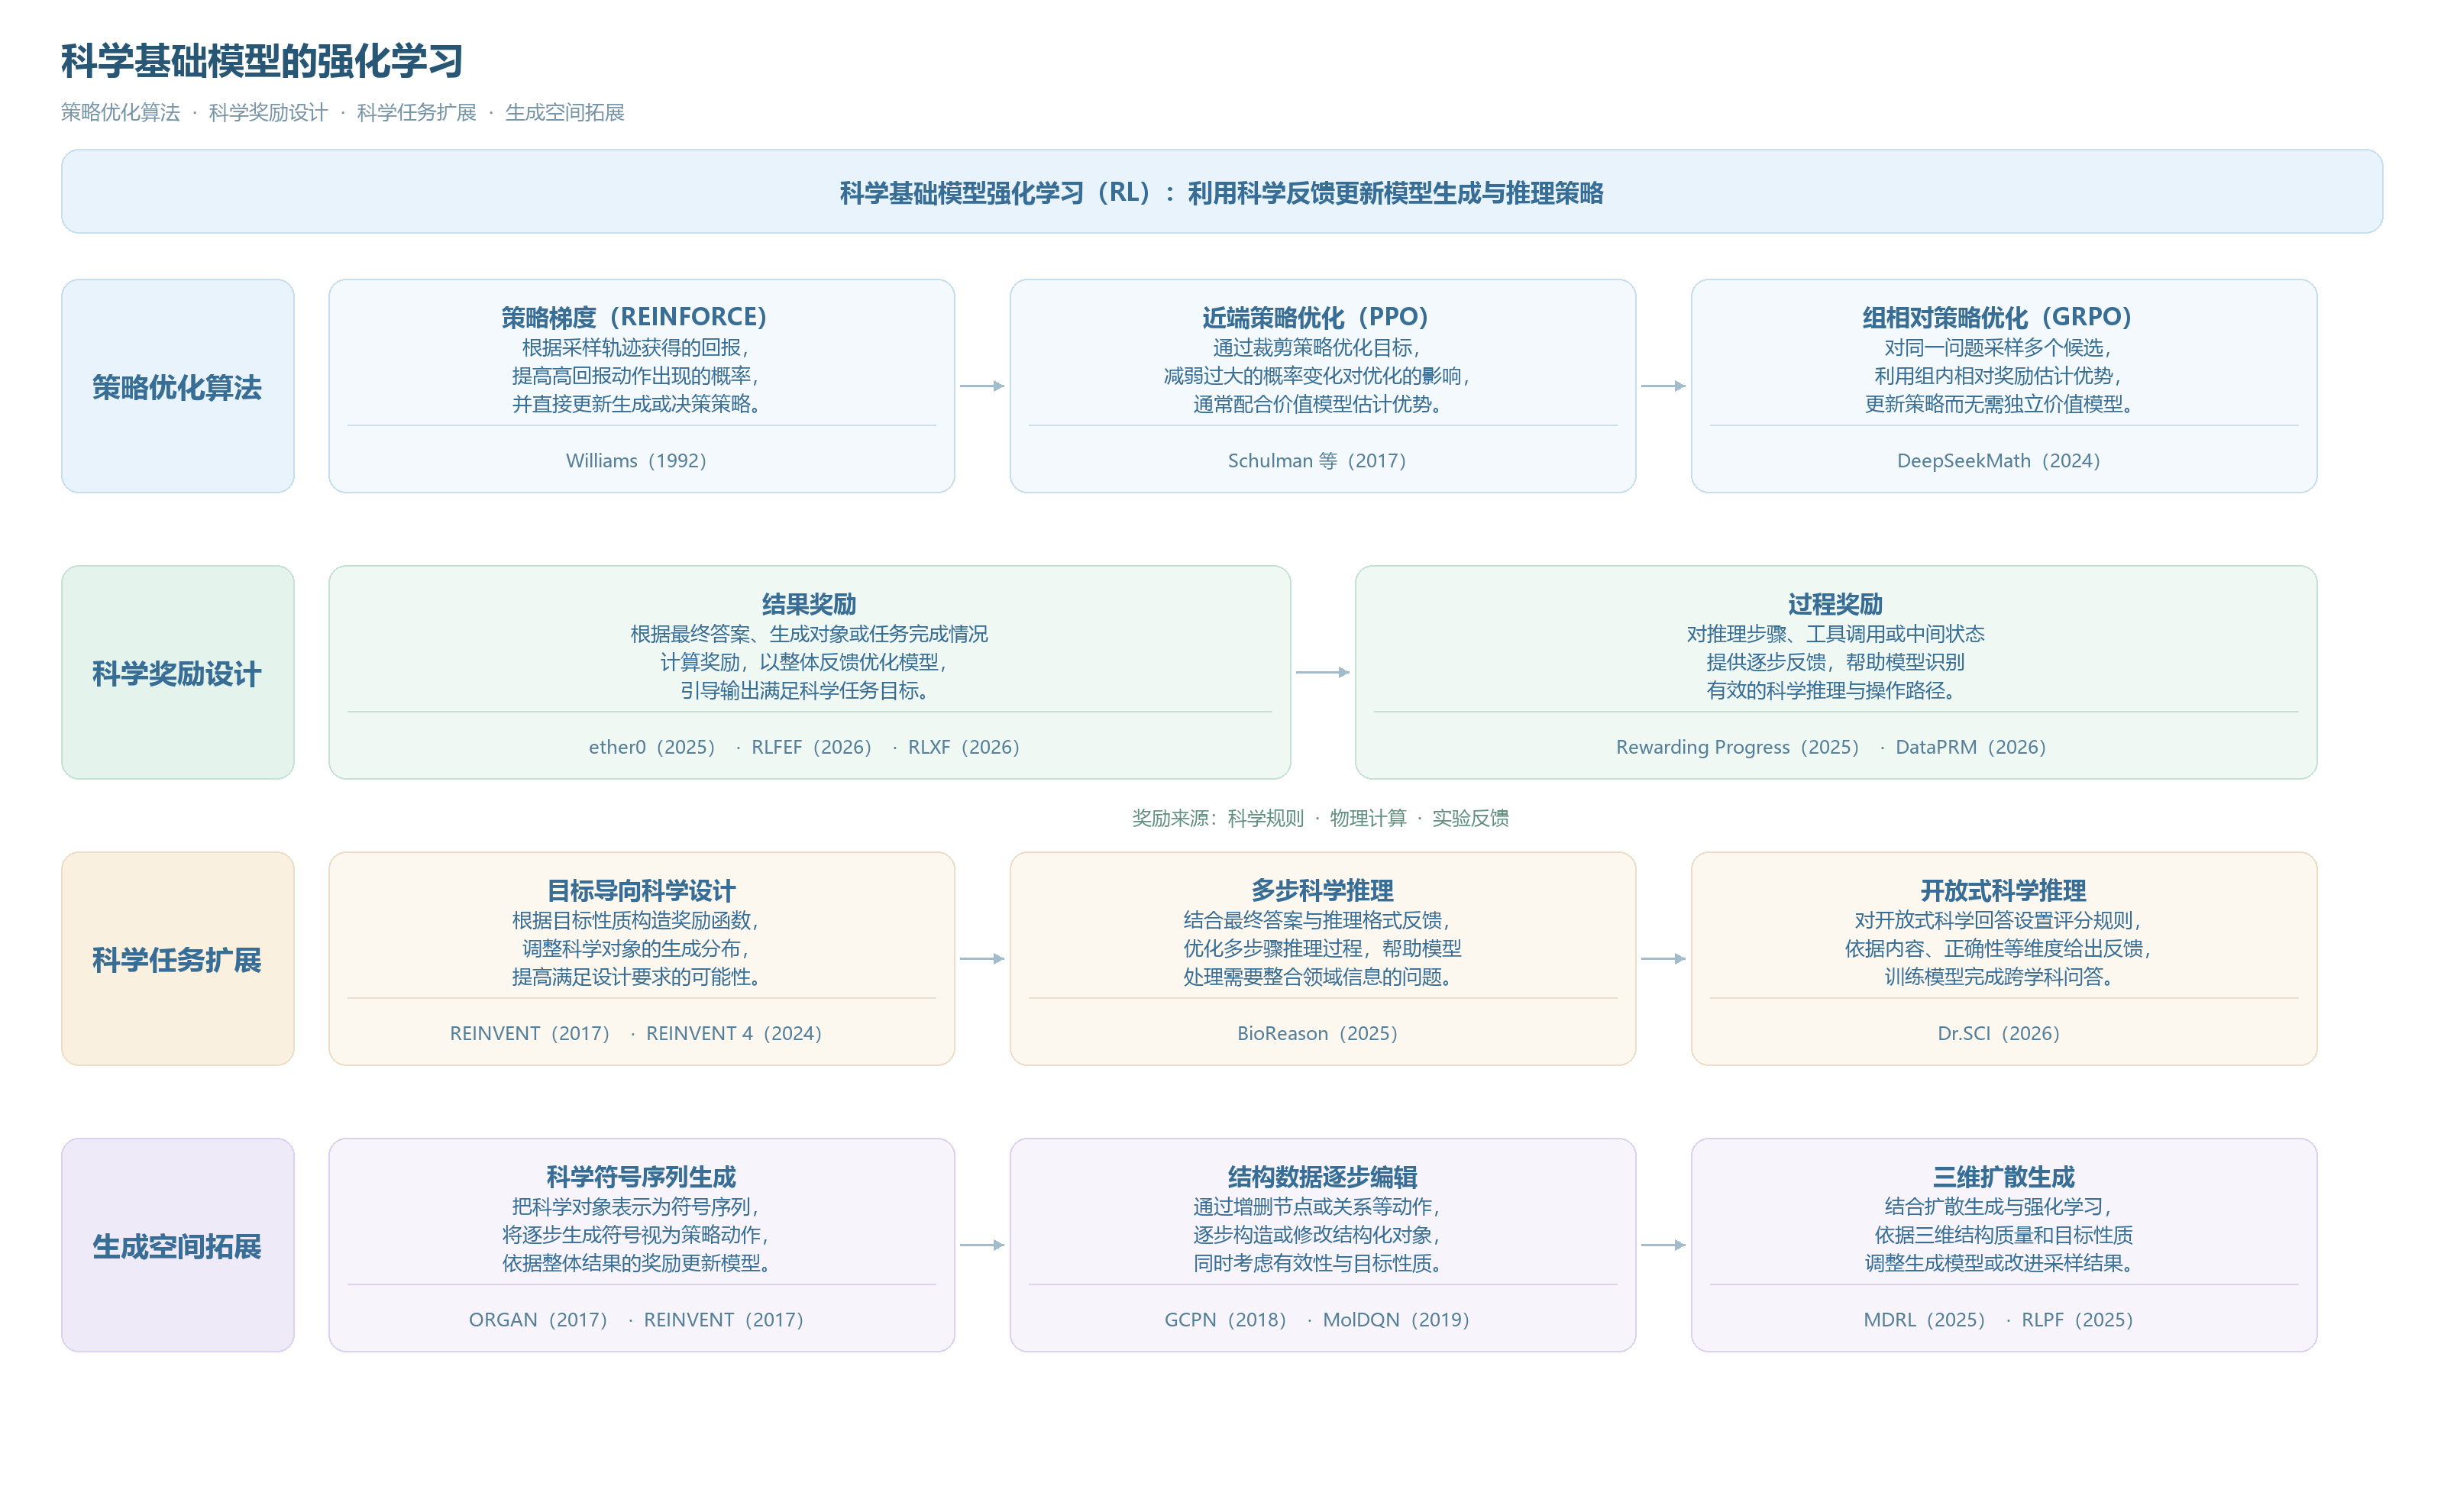 科学基础模型的强化学习
策略优化算法 · 科学奖励设计 · 科学任务扩展 · 生成空间拓展
科学基础模型强化学习（RL）：利用科学反馈更新模型生成与推理策略
策略优化算法
策略梯度（REINFORCE）
根据采样轨迹获得的回报，
提高高回报动作出现的概率，
并直接更新生成或决策策略。
Williams（1992）
近端策略优化（PPO）
通过裁剪策略优化目标，
减弱过大的概率变化对优化的影响，
通常配合价值模型估计优势。
Schulman 等（2017）
组相对策略优化（GRPO）
对同一问题采样多个候选，
利用组内相对奖励估计优势，
更新策略而无需独立价值模型。
DeepSeekMath（2024）
科学奖励设计
结果奖励
根据最终答案、生成对象或任务完成情况
计算奖励，以整体反馈优化模型，
引导输出满足科学任务目标。
ether0（2025） · RLFEF（2026） · RLXF（2026）
过程奖励
对推理步骤、工具调用或中间状态
提供逐步反馈，帮助模型识别
有效的科学推理与操作路径。
Rewarding Progress（2025） · DataPRM（2026）
奖励来源：科学规则 · 物理计算 · 实验反馈
科学任务扩展
目标导向科学设计
根据目标性质构造奖励函数，
调整科学对象的生成分布，
提高满足设计要求的可能性。
REINVENT（2017） · REINVENT 4（2024）
多步科学推理
结合最终答案与推理格式反馈，
优化多步骤推理过程，帮助模型
处理需要整合领域信息的问题。
BioReason（2025）
开放式科学推理
对开放式科学回答设置评分规则，
依据内容、正确性等维度给出反馈，
训练模型完成跨学科问答。
Dr.SCI（2026）
生成空间拓展
科学符号序列生成
把科学对象表示为符号序列，
将逐步生成符号视为策略动作，
依据整体结果的奖励更新模型。
ORGAN（2017） · REINVENT（2017）
结构数据逐步编辑
通过增删节点或关系等动作，
逐步构造或修改结构化对象，
同时考虑有效性与目标性质。
GCPN（2018） · MolDQN（2019）
三维扩散生成
结合扩散生成与强化学习，
依据三维结构质量和目标性质
调整生成模型或改进采样结果。
MDRL（2025） · RLPF（2025）